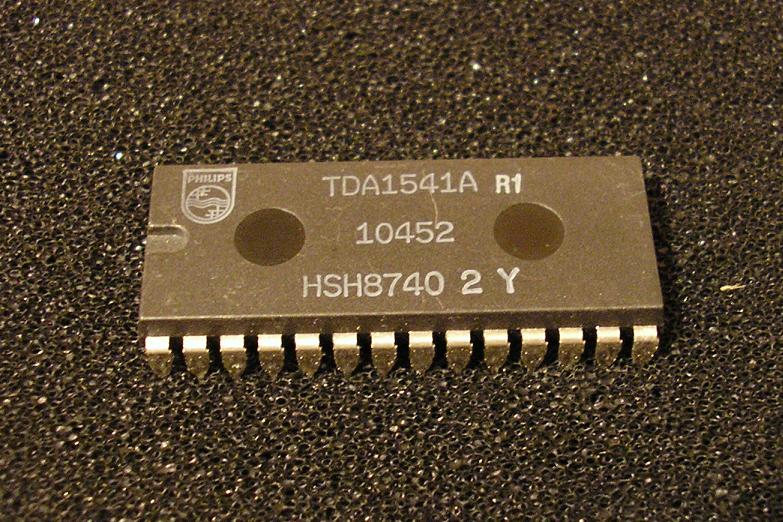 PHILIPS
TDA1541A R1
10452
HSH8740 2 Y